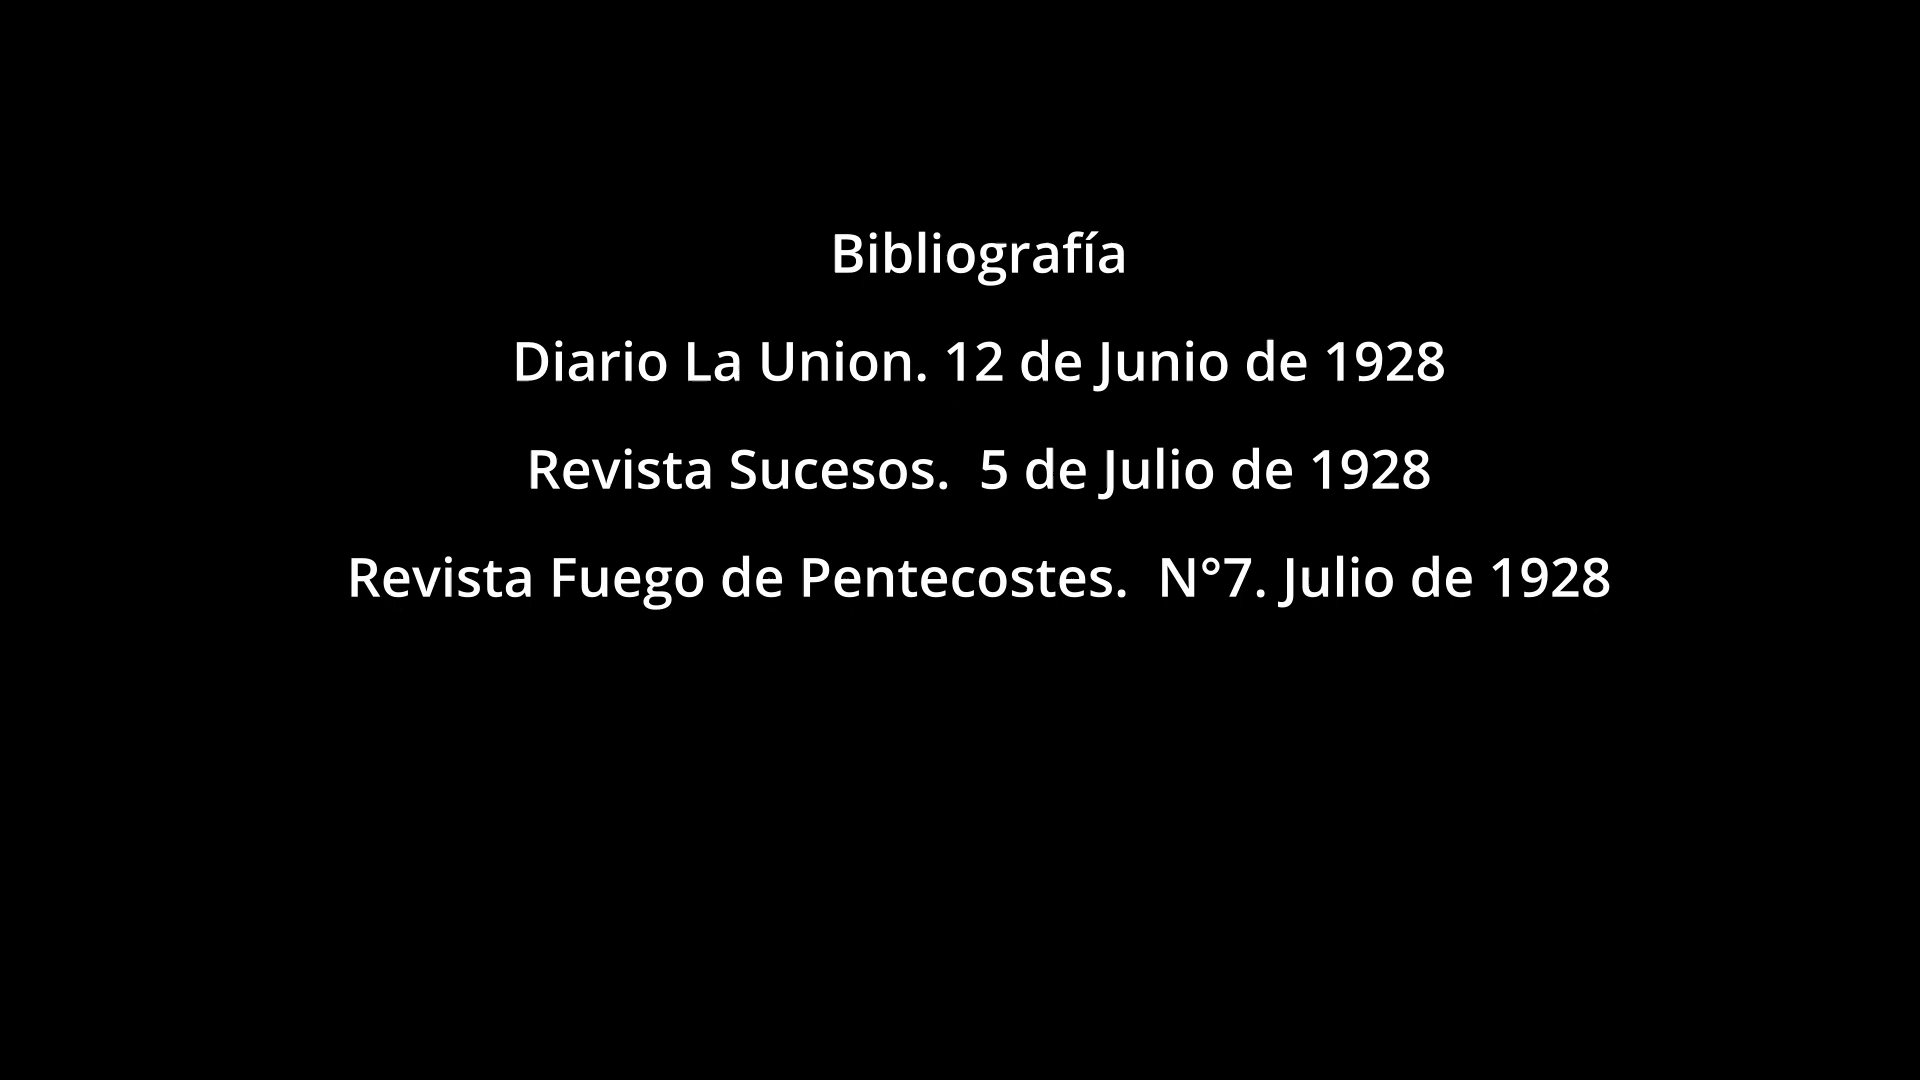 Bibliografía
Diario La Union. 12 de Junio de 1928
Revista Sucesos.  5 de Julio de 1928
Revista Fuego de Pentecostes.  N°7. Julio de 1928